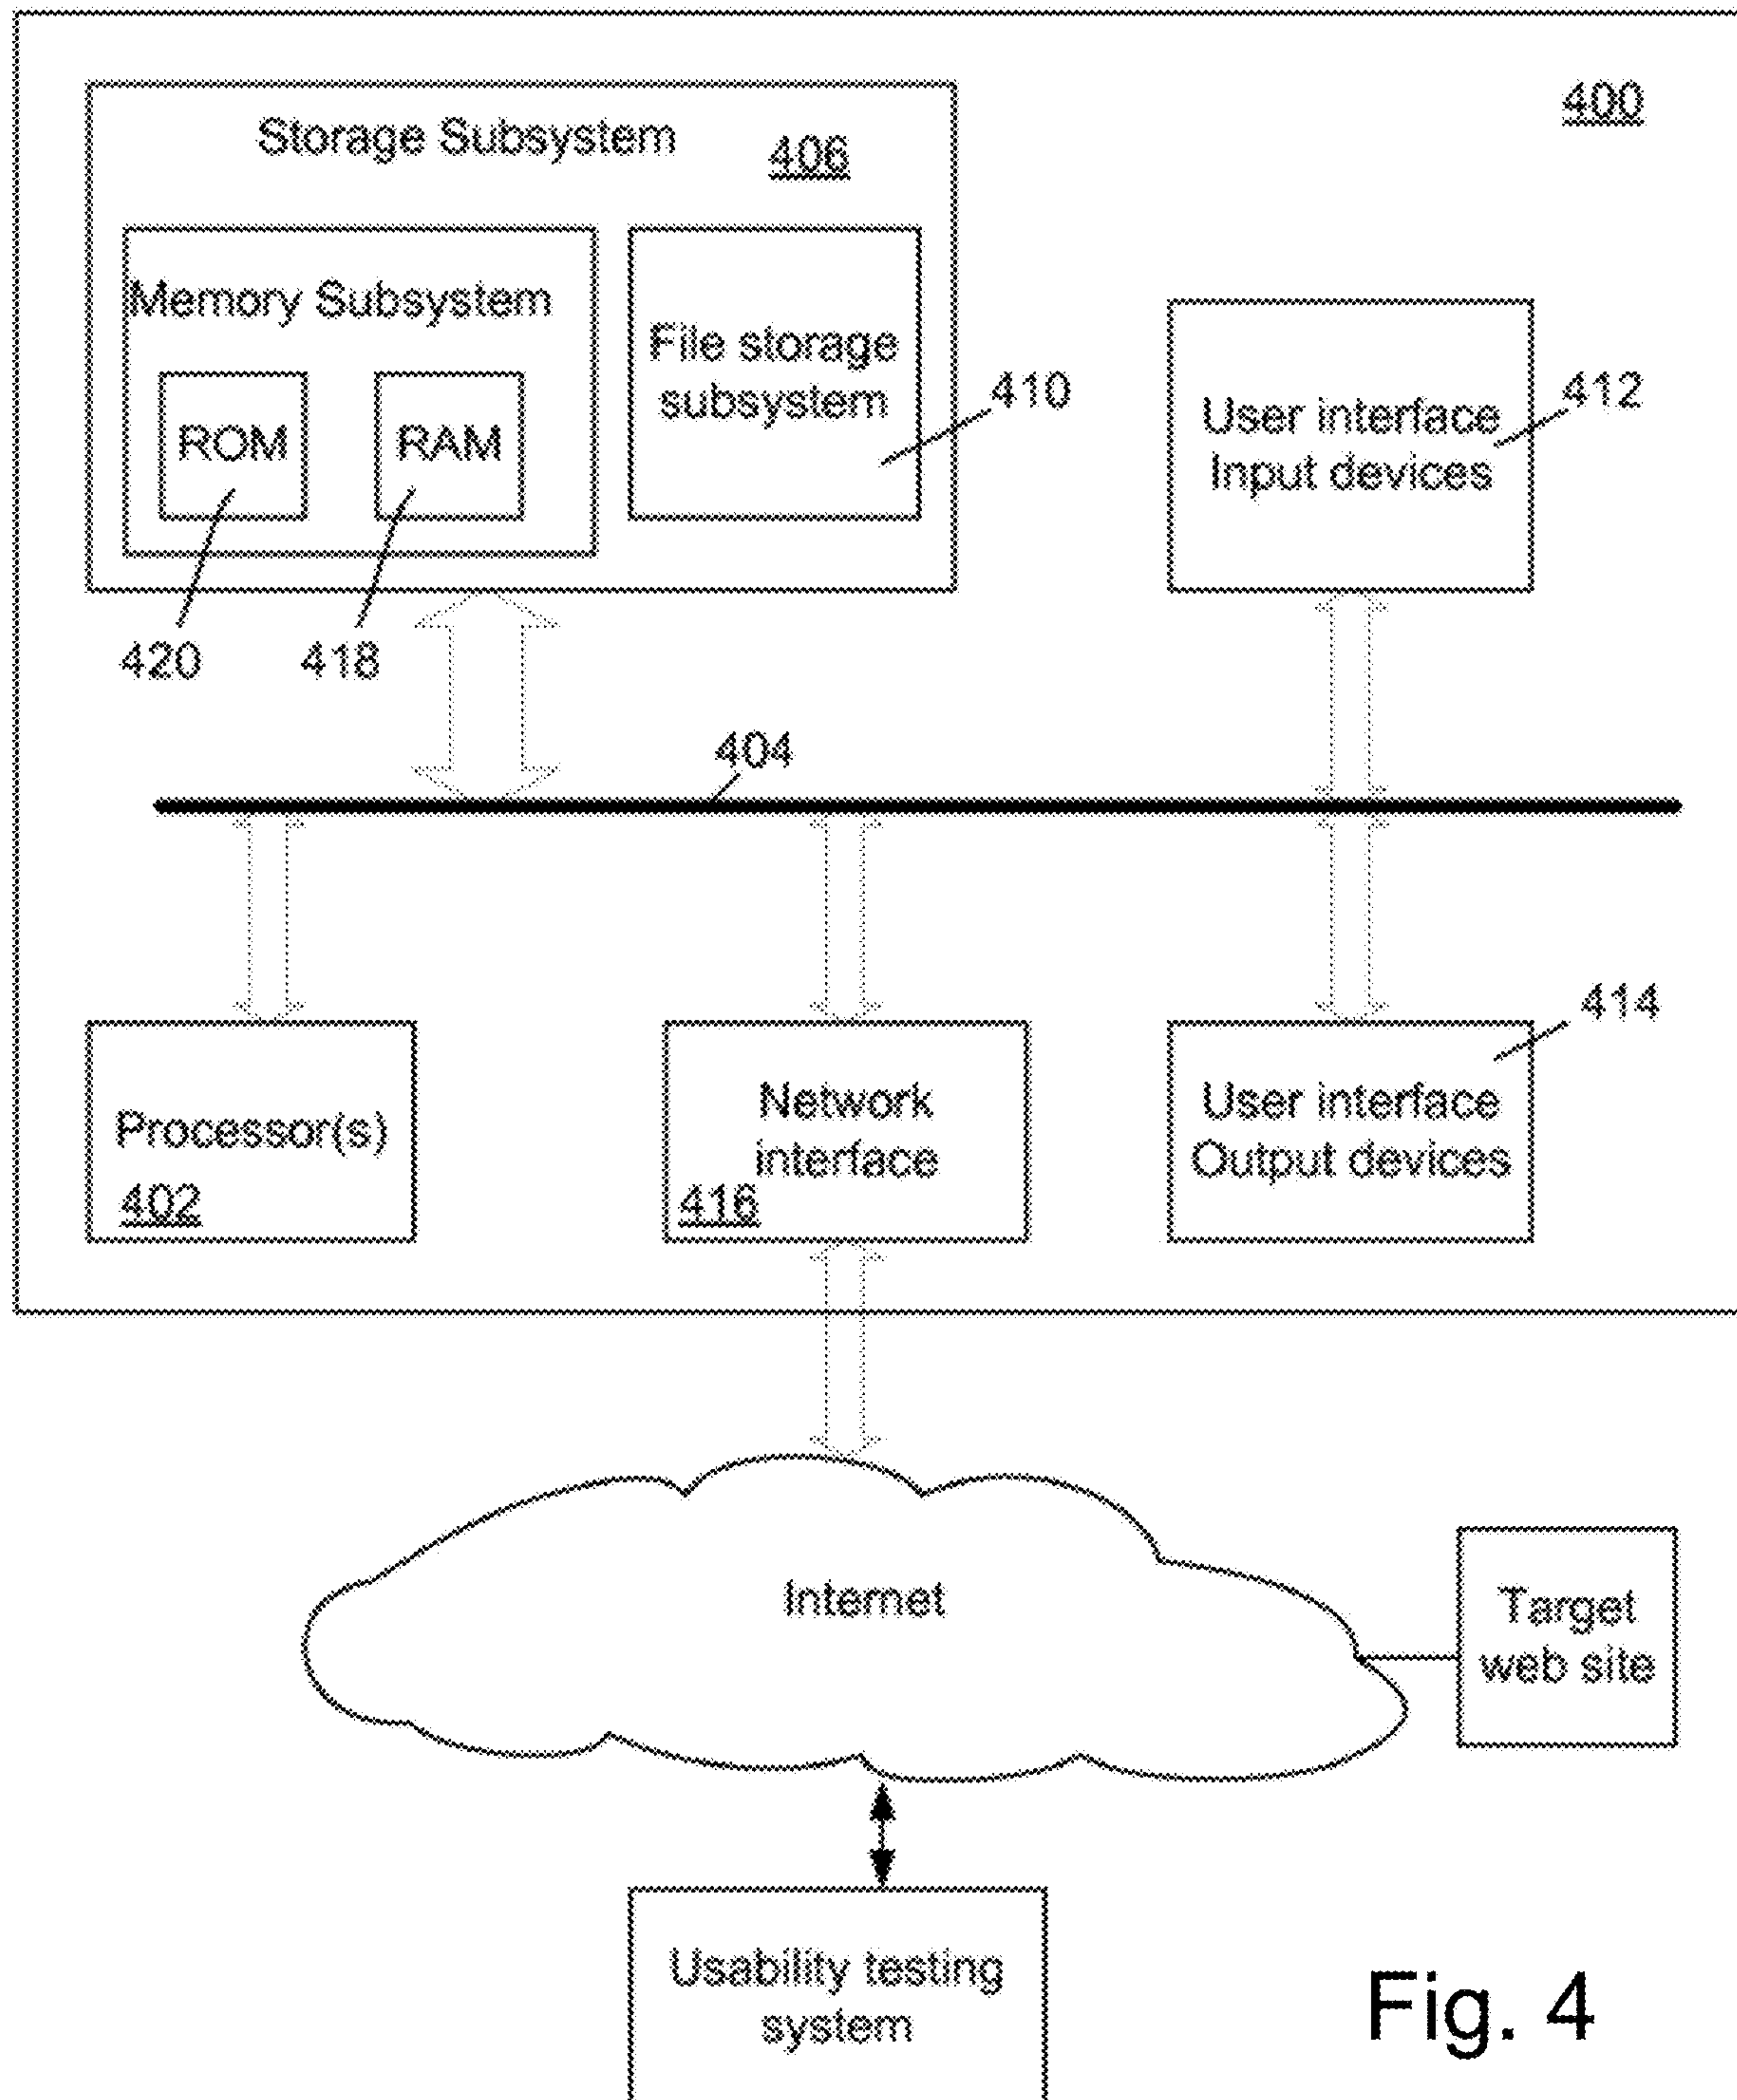 400
Storage Subsystem
406
Memory Subsystem
File storage
subsystem
410
ROM
RAM
420
418
User interface
Input devices
412
404
Processor(s)
402
Network
interface
416
User interface
Output devices
414
Internet
Target
web site
Usability testing
system
Fig. 4